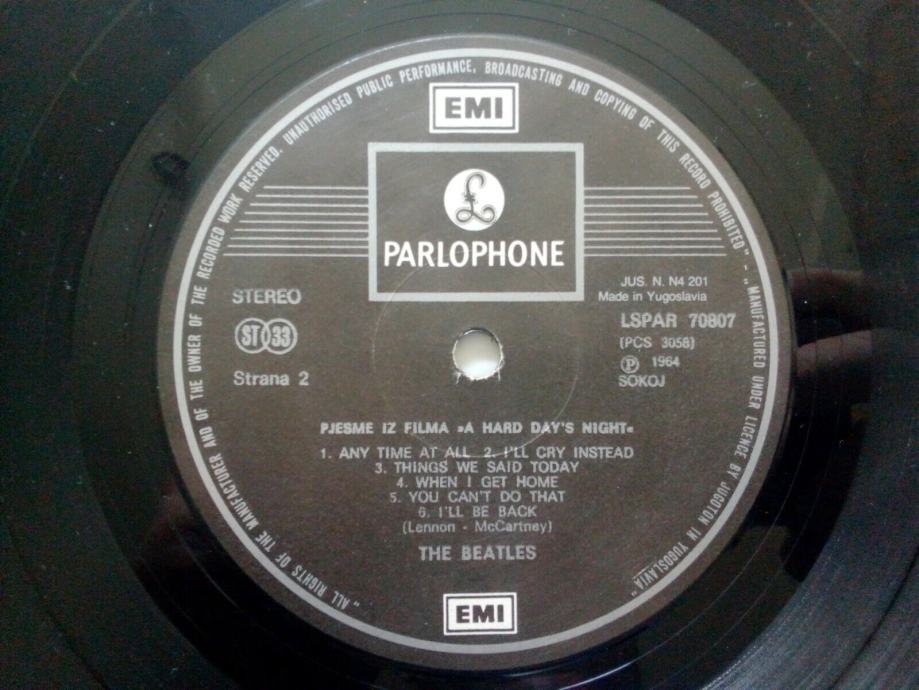 "ALL RIGHTS OF THE MANUFACTURER AND OF THE OWNER OF THE RECORDED WORK RESERVED. UNAUTHORISED PUBLIC PERFORMANCE, BROADCASTING AND COPYING OF THIS RECORD PROHIBITED" - "MANUFACTURED UNDER LICENCE BY JUGOTON IN YUGOSLAVIA"
EMI
£
PARLOPHONE
STEREO
ST 33
Strana 2
JUS. N. N4 201
Made in Yugoslavia
LSPAR 70807
(PCS 3058)
℗ 1964
SOKOJ
PJESME IZ FILMA »A HARD DAY'S NIGHT«
1. ANY TIME AT ALL 2. I'LL CRY INSTEAD
3. THINGS WE SAID TODAY
4. WHEN I GET HOME
5. YOU CAN'T DO THAT
6. I'LL BE BACK
(Lennon - McCartney)
THE BEATLES
EMI